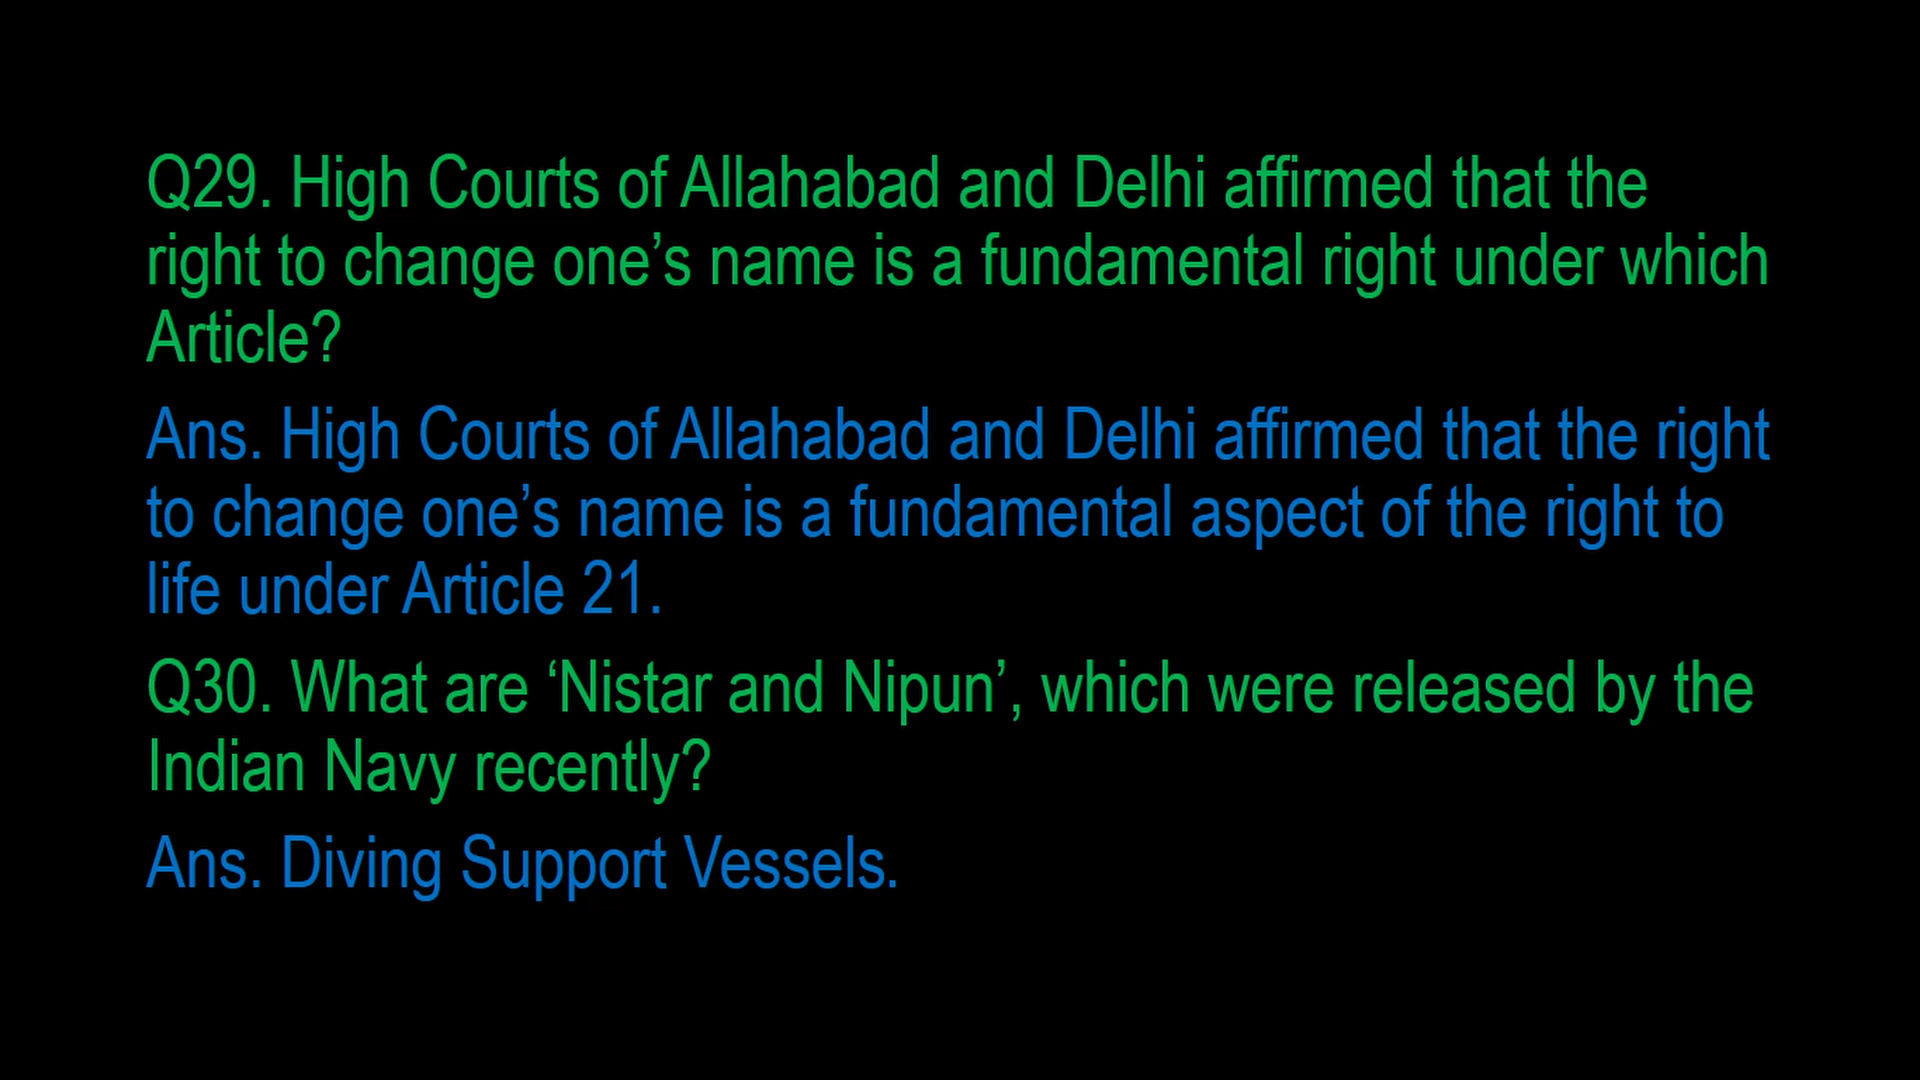 Q29. High Courts of Allahabad and Delhi affirmed that the
right to change one’s name is a fundamental right under which
Article?
Ans. High Courts of Allahabad and Delhi affirmed that the right
to change one’s name is a fundamental aspect of the right to
life under Article 21.
Q30. What are ‘Nistar and Nipun’, which were released by the
Indian Navy recently?
Ans. Diving Support Vessels.